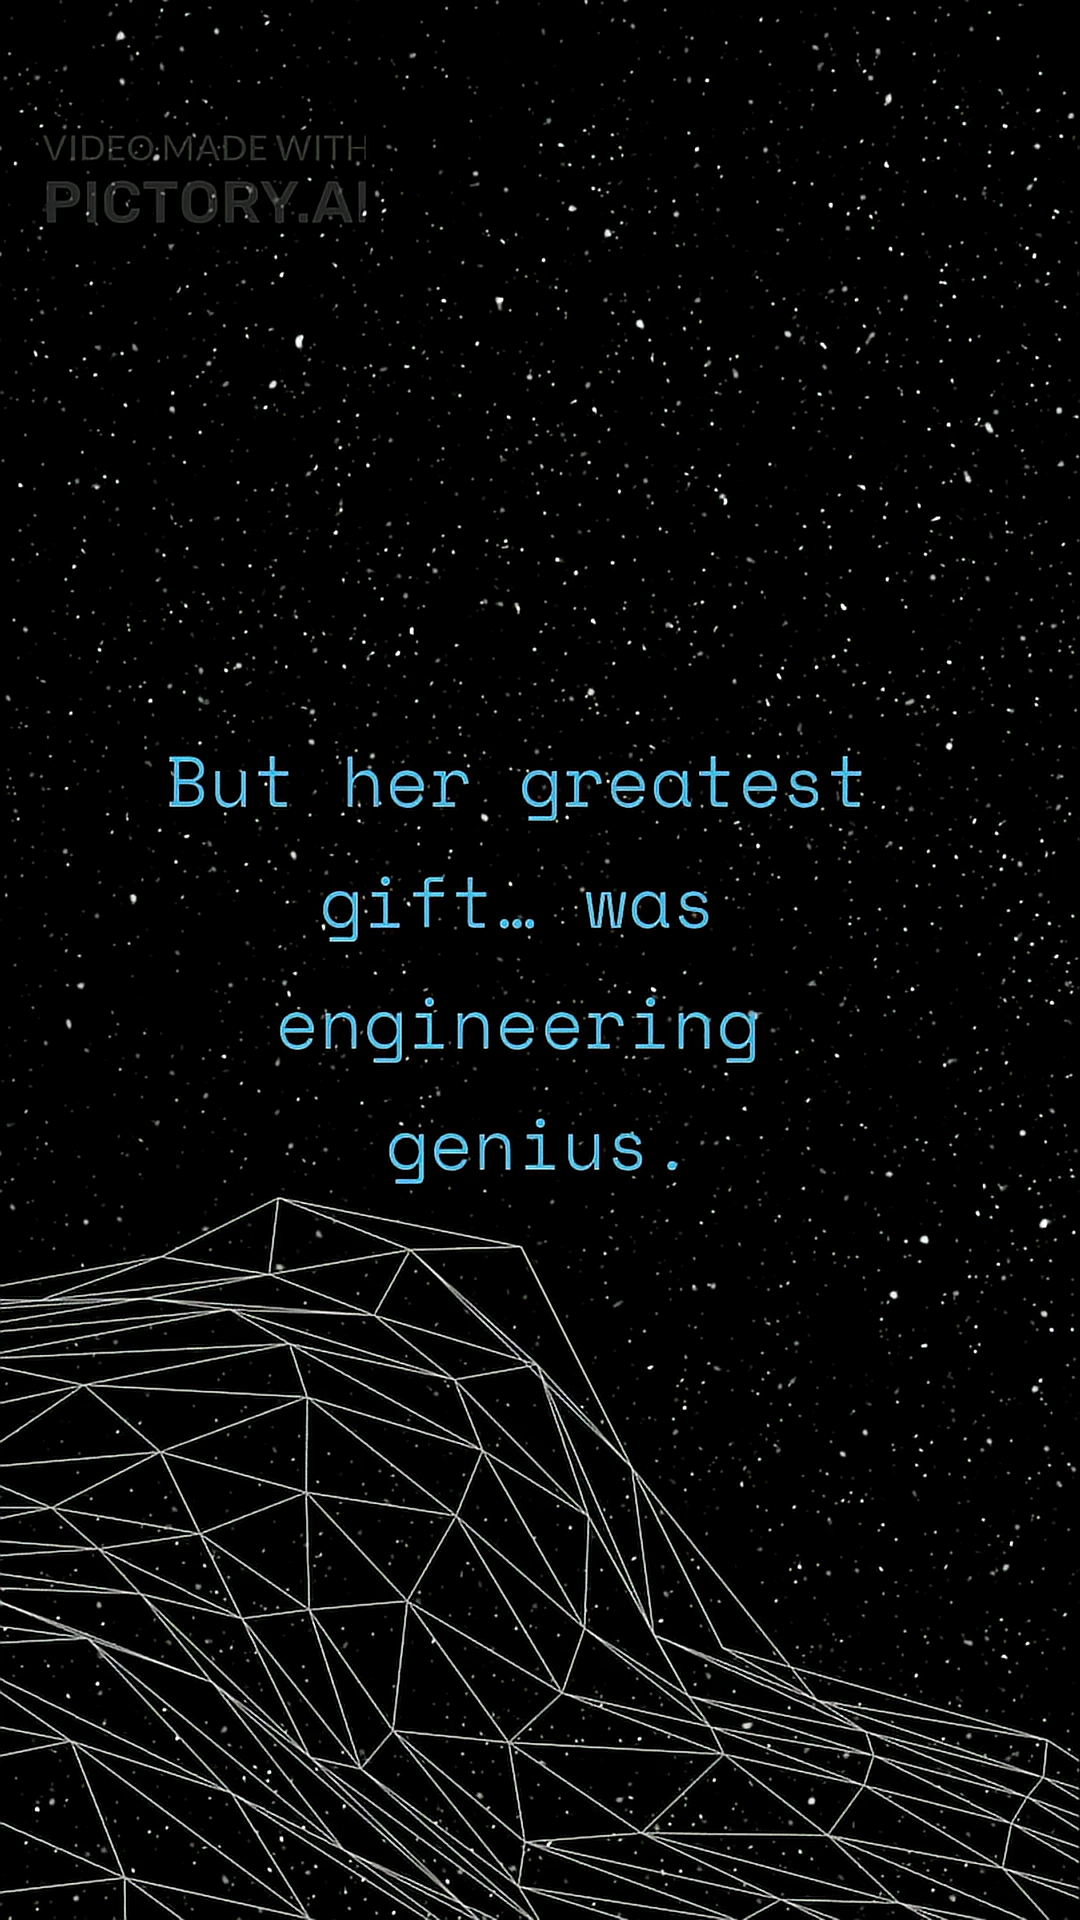 VIDEO MADE WITH
PICTORY.AI
But her greatest
gift… was
engineering
genius.